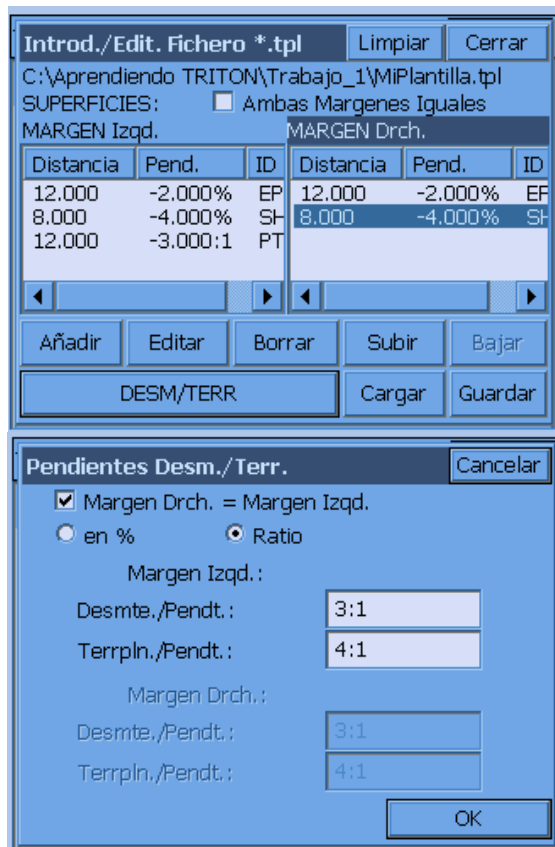 Introd./Edit. Fichero *.tpl Limpiar Cerrar
C:\Aprendiendo TRITON\Trabajo_1\MiPlantilla.tpl
SUPERFICIES: Ambas Margenes Iguales
MARGEN Izqd. MARGEN Drch.
Distancia Pend. ID Distancia Pend. ID
12.000 -2.000% EP 12.000 -2.000% EF
8.000 -4.000% SH 8.000 -4.000% SH
12.000 -3.000:1 PT
Añadir Editar Borrar Subir Bajar
DESM/TERR Cargar Guardar
Pendientes Desm./Terr. Cancelar
Margen Drch. = Margen Izqd.
en % Ratio
Margen Izqd.:
Desmte./Pendt.: 3:1
Terrpln./Pendt.: 4:1
Margen Drch.:
Desmte./Pendt.: 3:1
Terrpln./Pendt.: 4:1
OK